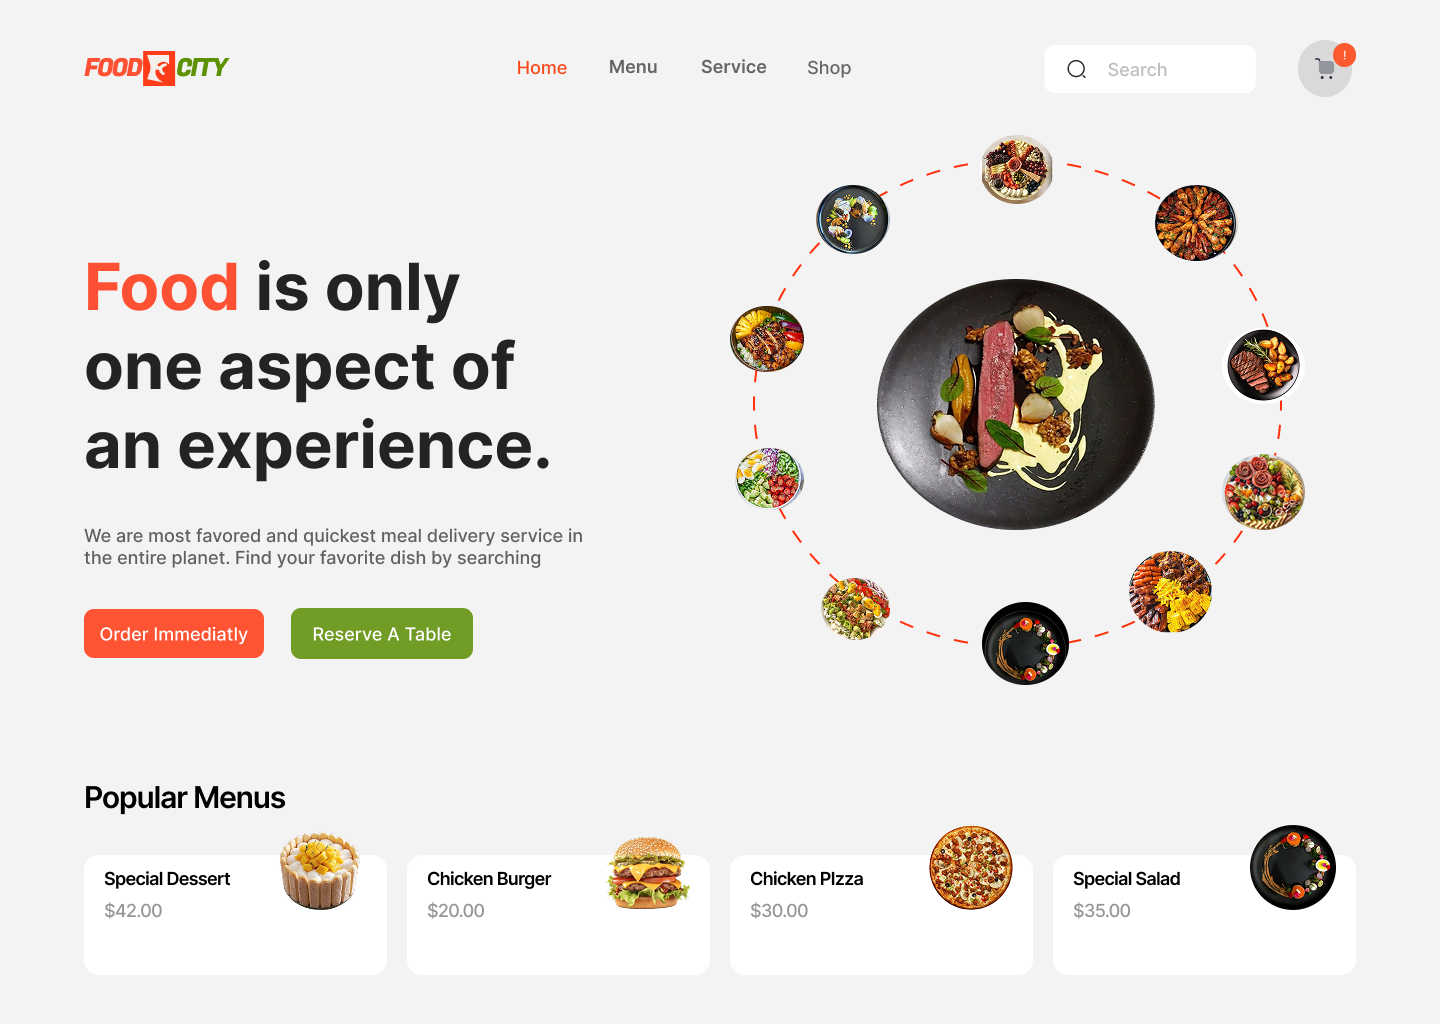 FOOD CITY
Home
Menu
Service
Shop
Search
!
Food is only
one aspect of
an experience.
We are most favored and quickest meal delivery service in
the entire planet. Find your favorite dish by searching
Order Immediatly
Reserve A Table
Popular Menus
Special Dessert
$42.00
Chicken Burger
$20.00
Chicken PIzza
$30.00
Special Salad
$35.00